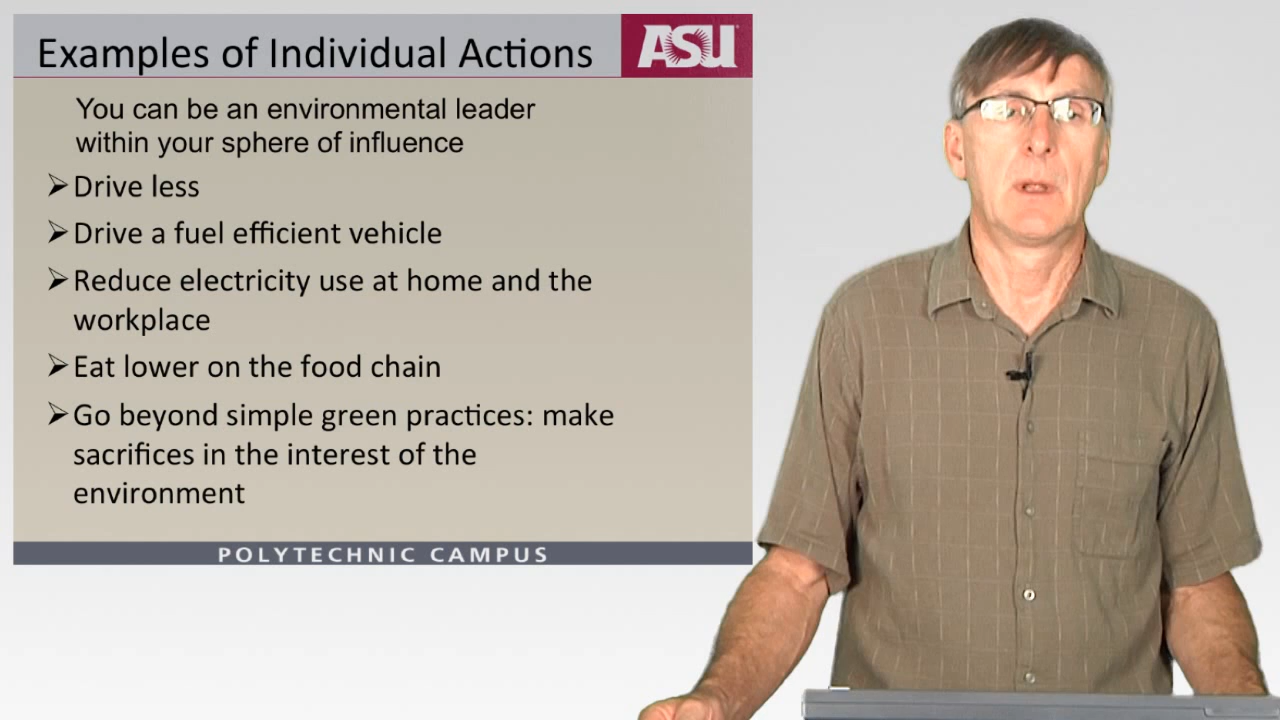 Examples of Individual Actions
ASU
You can be an environmental leader
within your sphere of influence
➢Drive less
➢Drive a fuel efficient vehicle
➢Reduce electricity use at home and the
workplace
➢Eat lower on the food chain
➢Go beyond simple green practices: make
sacrifices in the interest of the
environment
POLYTECHNIC CAMPUS